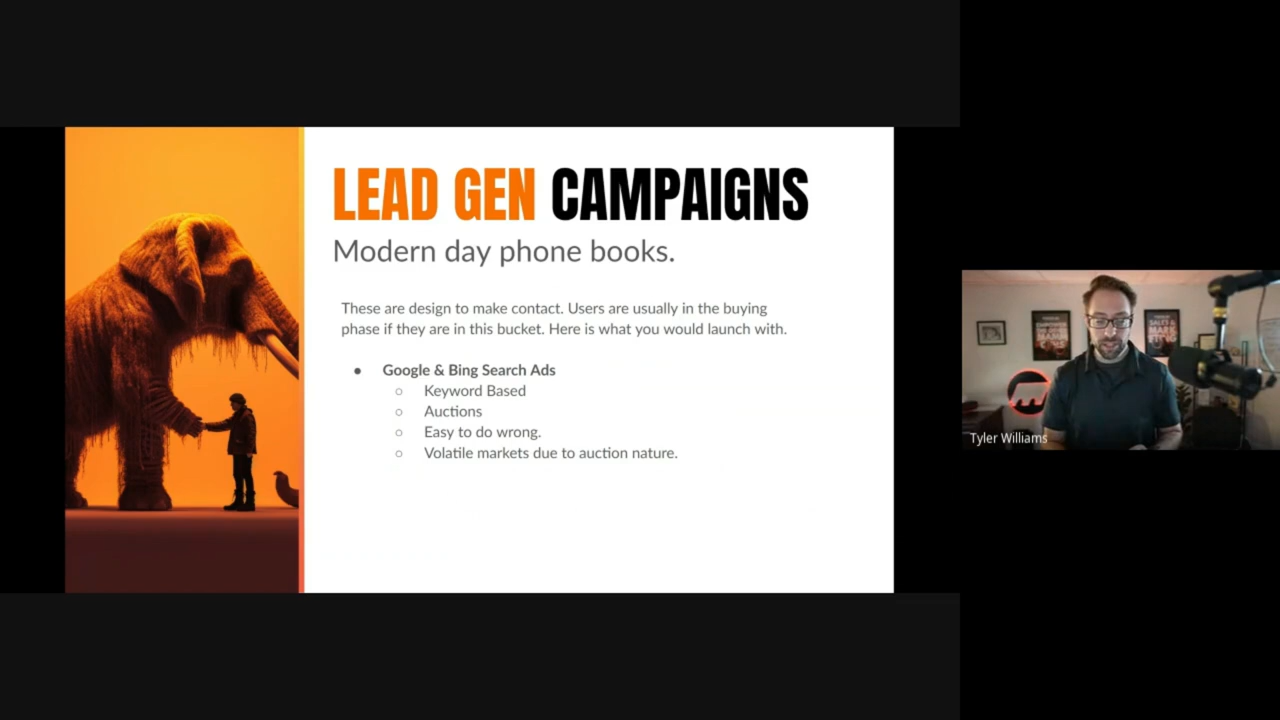 LEAD GEN CAMPAIGNS
Modern day phone books.
These are design to make contact. Users are usually in the buying
phase if they are in this bucket. Here is what you would launch with.
● Google & Bing Search Ads
○ Keyword Based
○ Auctions
○ Easy to do wrong.
○ Volatile markets due to auction nature.
Tyler Williams